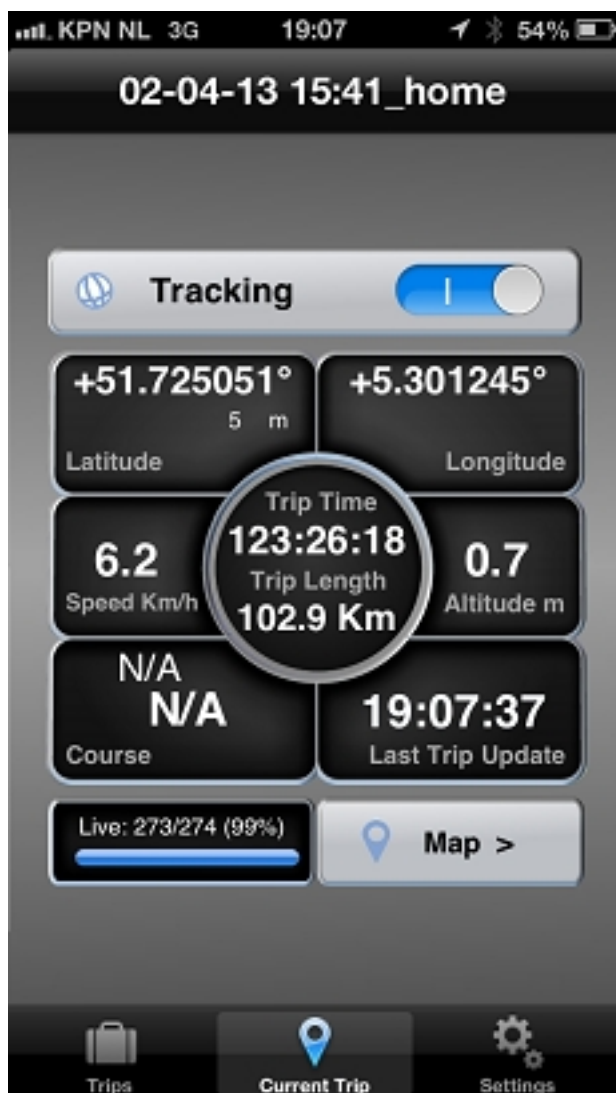 KPN NL 3G 19:07 54%
02-04-13 15:41_home
Tracking
+51.725051° +5.301245°
5 m
Latitude Longitude
Trip Time
123:26:18
Trip Length
102.9 Km
6.2 0.7
Speed Km/h Altitude m
N/A
N/A 19:07:37
Course Last Trip Update
Live: 273/274 (99%)
Map >
Trips Current Trip Settings